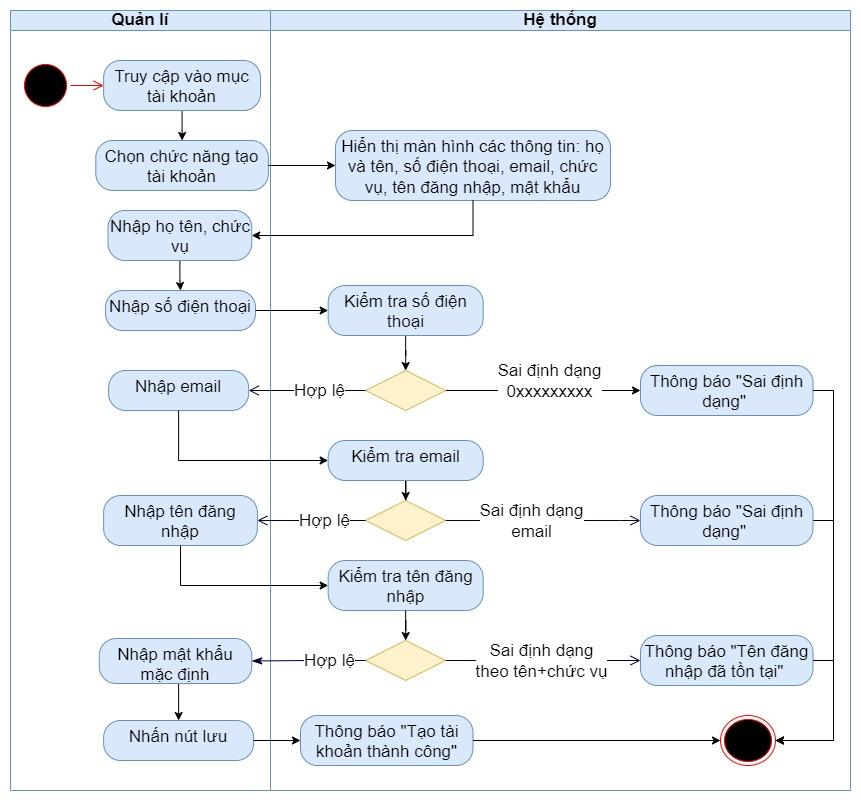 Quản lí
Hệ thống
Truy cập vào mục
tài khoản
Chọn chức năng tạo
tài khoản
Hiển thị màn hình các thông tin: họ
và tên, số điện thoại, email, chức
vụ, tên đăng nhập, mật khẩu
Nhập họ tên, chức
vụ
Nhập số điện thoại
Kiểm tra số điện
thoại
Nhập email
Hợp lệ
Sai định dạng
0xxxxxxxxx
Thông báo "Sai định
dạng"
Kiểm tra email
Nhập tên đăng
nhập
Hợp lệ
Sai định dạng
email
Thông báo "Sai định
dạng"
Kiểm tra tên đăng
nhập
Nhập mật khẩu
mặc định
Hợp lệ
Sai định dạng
theo tên+chức vụ
Thông báo "Tên đăng
nhập đã tồn tại"
Nhấn nút lưu
Thông báo "Tạo tài
khoản thành công"